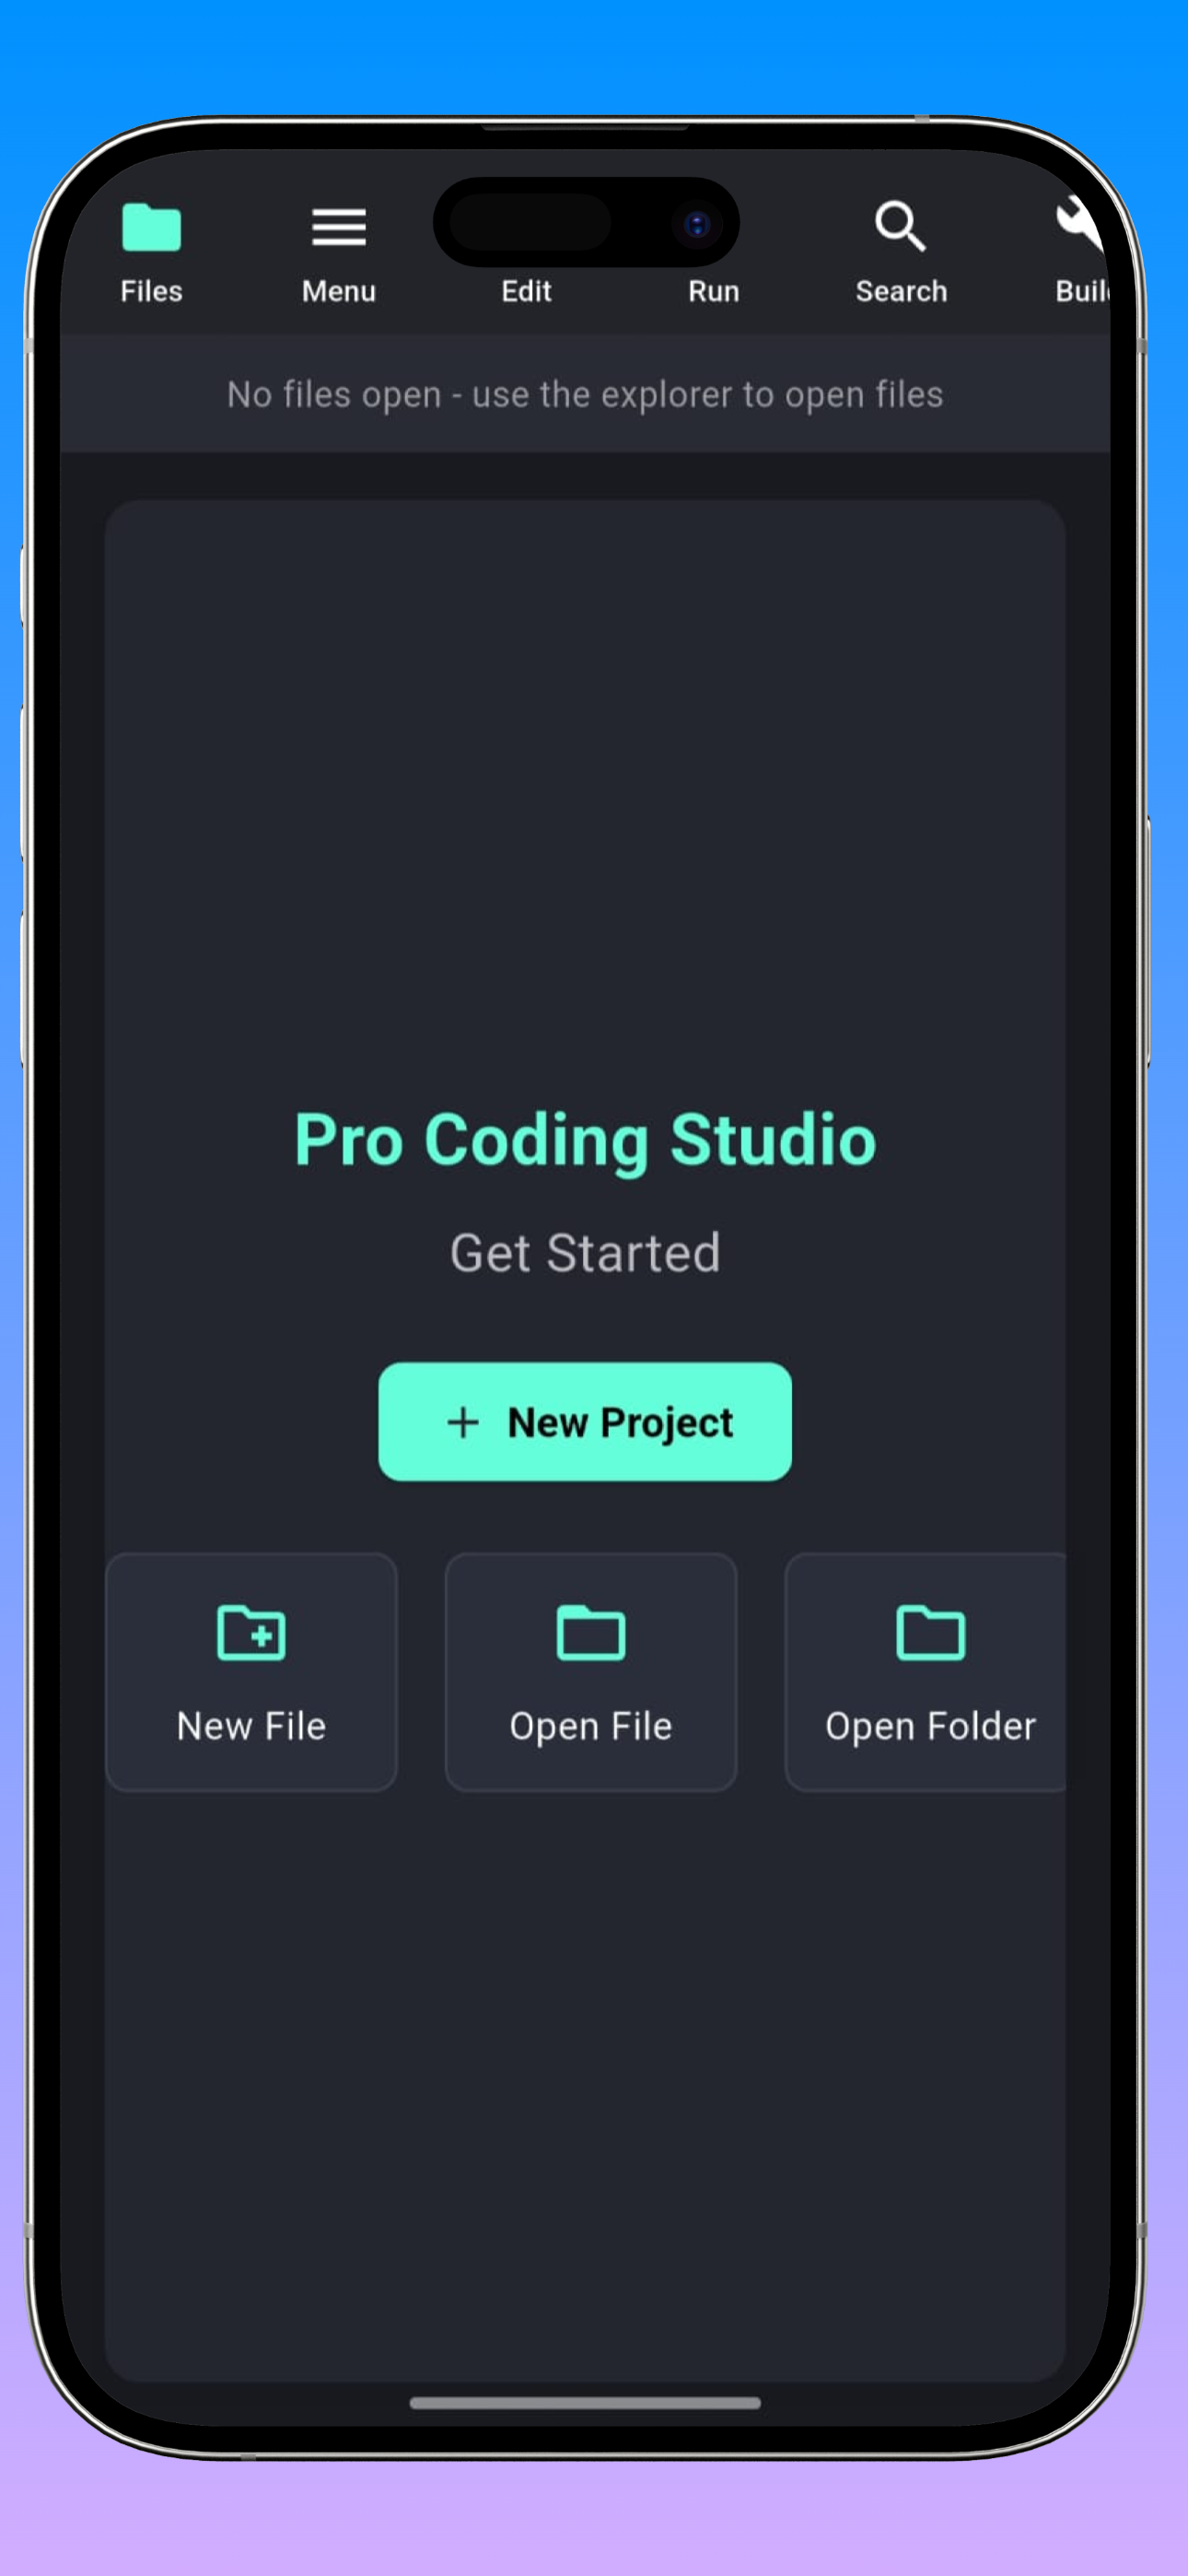 Files Menu Edit Run Search
No files open - use the explorer to open files
Pro Coding Studio
Get Started
+ New Project
New File Open File Open Folder